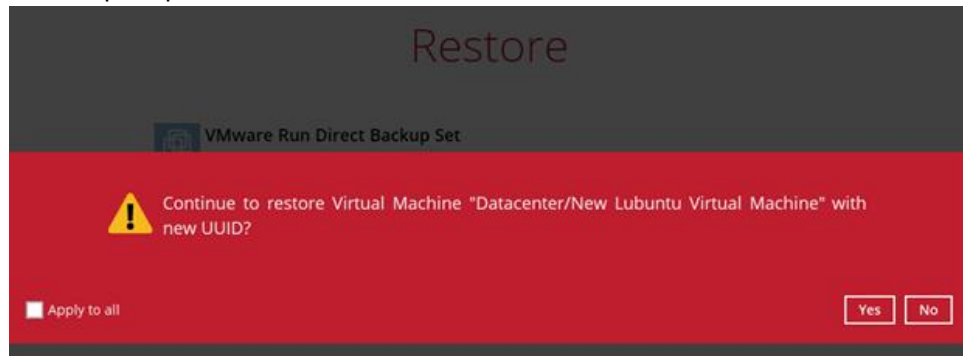 Restore
VMware Run Direct Backup Set
Continue to restore Virtual Machine "Datacenter/New Lubuntu Virtual Machine" with
new UUID?
Apply to all
Yes No